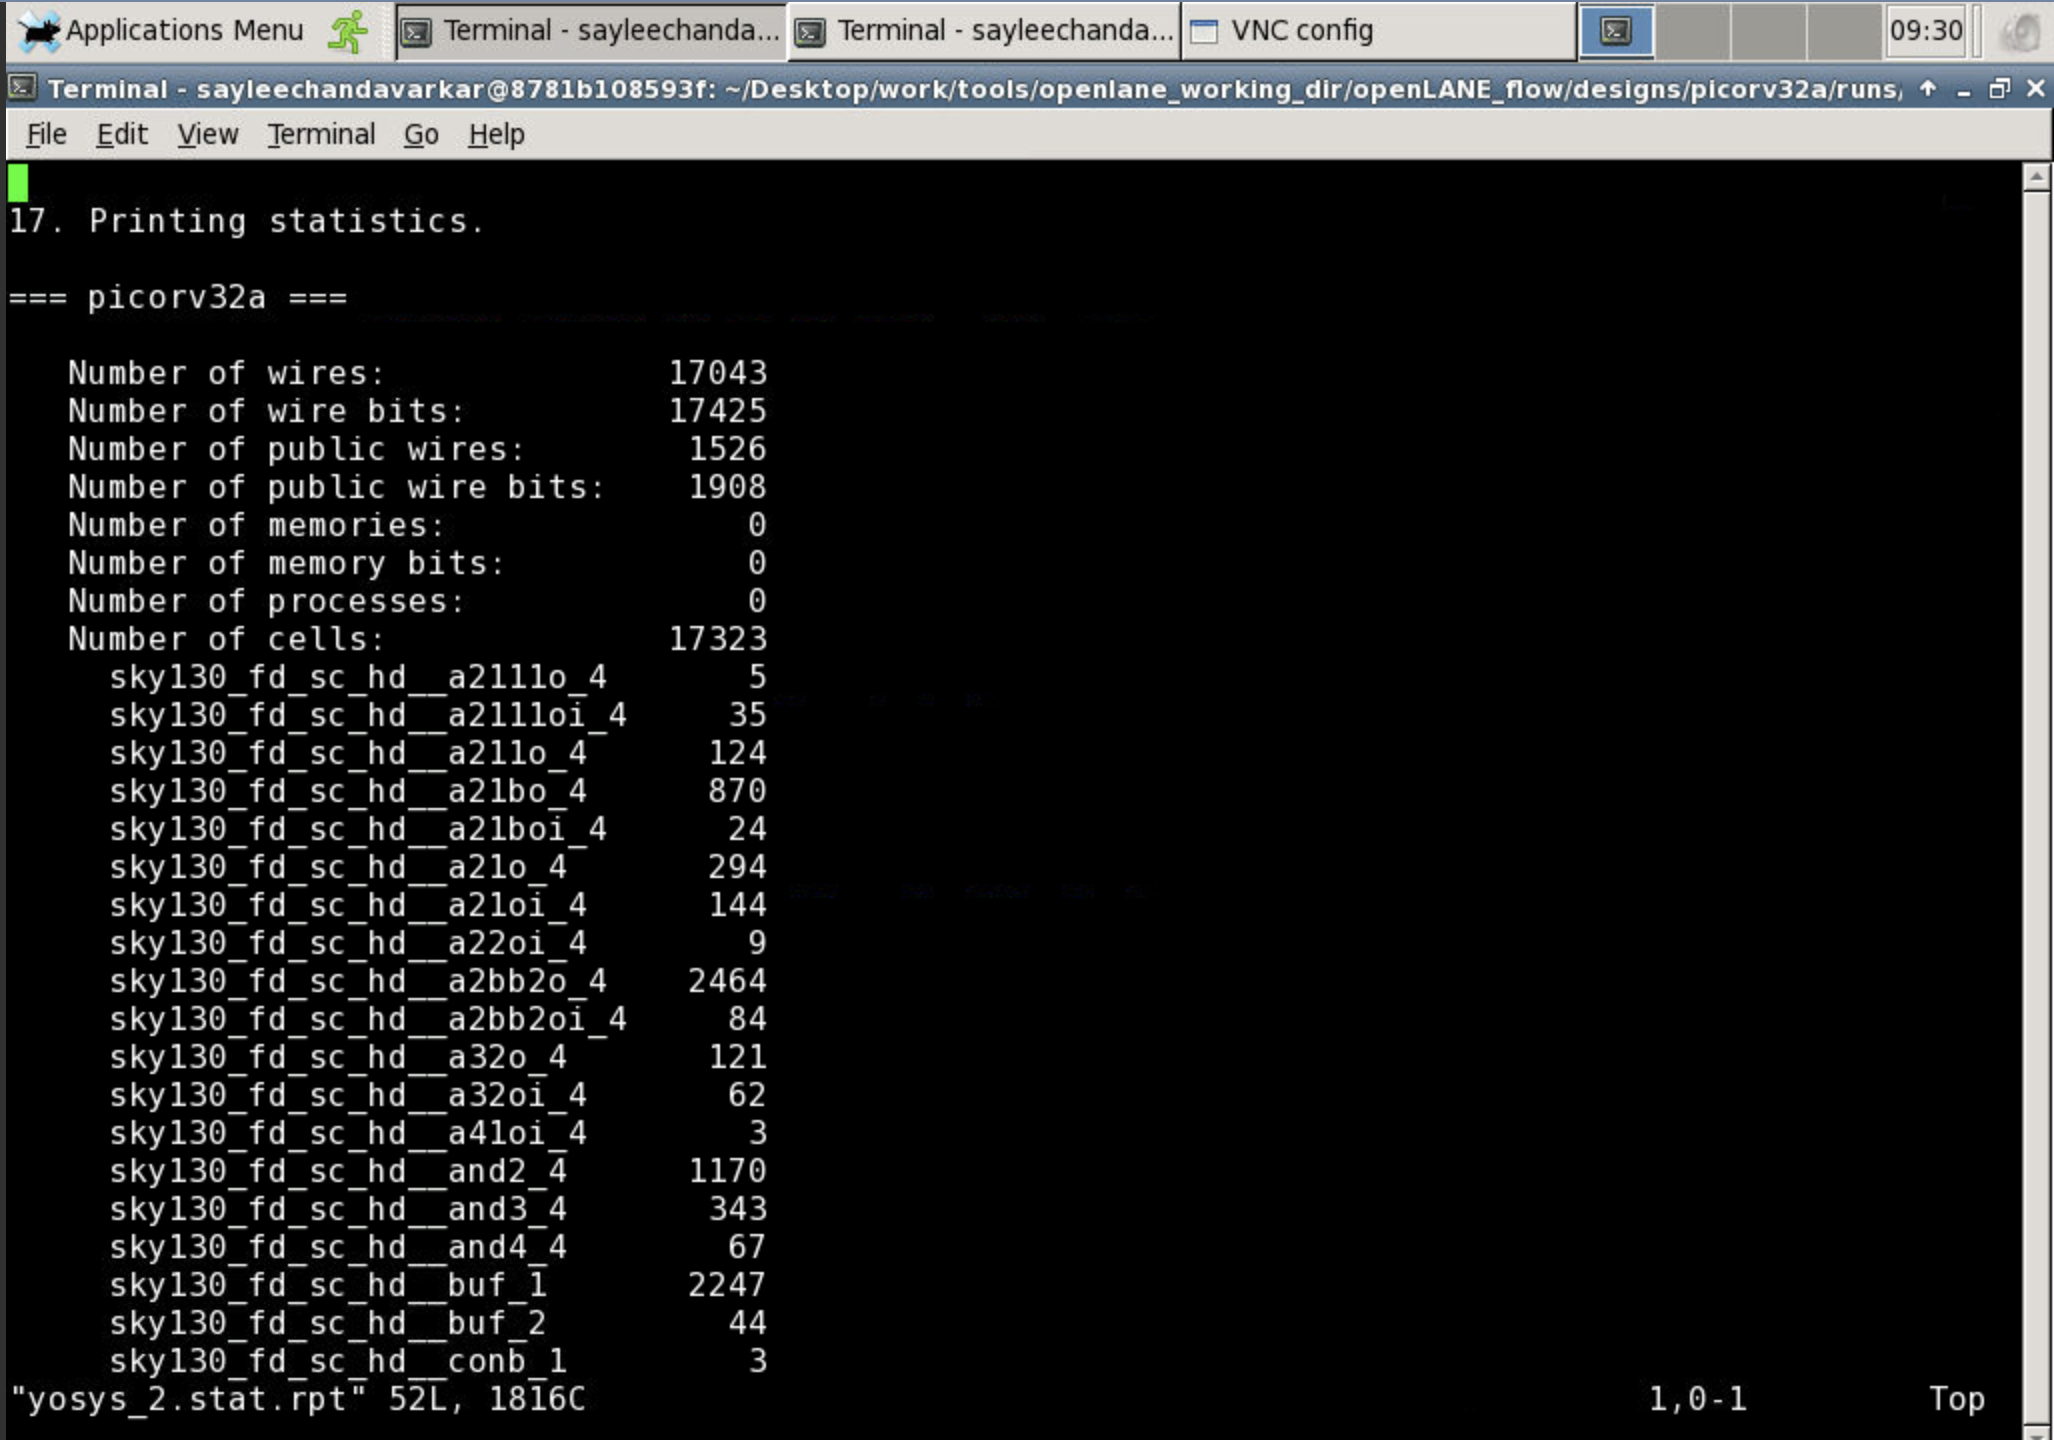 Applications Menu Terminal - sayleechanda... Terminal - sayleechanda... VNC config 09:30
Terminal - sayleechandavarkar@8781b108593f: ~/Desktop/work/tools/openlane_working_dir/openLANE_flow/designs/picorv32a/runs/
File Edit View Terminal Go Help
17. Printing statistics.
=== picorv32a ===
Number of wires: 17043
Number of wire bits: 17425
Number of public wires: 1526
Number of public wire bits: 1908
Number of memories: 0
Number of memory bits: 0
Number of processes: 0
Number of cells: 17323
sky130_fd_sc_hd__a2111o_4 5
sky130_fd_sc_hd__a2111oi_4 35
sky130_fd_sc_hd__a211o_4 124
sky130_fd_sc_hd__a21bo_4 870
sky130_fd_sc_hd__a21boi_4 24
sky130_fd_sc_hd__a21o_4 294
sky130_fd_sc_hd__a21oi_4 144
sky130_fd_sc_hd__a22oi_4 9
sky130_fd_sc_hd__a2bb2o_4 2464
sky130_fd_sc_hd__a2bb2oi_4 84
sky130_fd_sc_hd__a32o_4 121
sky130_fd_sc_hd__a32oi_4 62
sky130_fd_sc_hd__a41oi_4 3
sky130_fd_sc_hd__and2_4 1170
sky130_fd_sc_hd__and3_4 343
sky130_fd_sc_hd__and4_4 67
sky130_fd_sc_hd__buf_1 2247
sky130_fd_sc_hd__buf_2 44
sky130_fd_sc_hd__conb_1 3
"yosys_2.stat.rpt" 52L, 1816C 1,0-1 Top